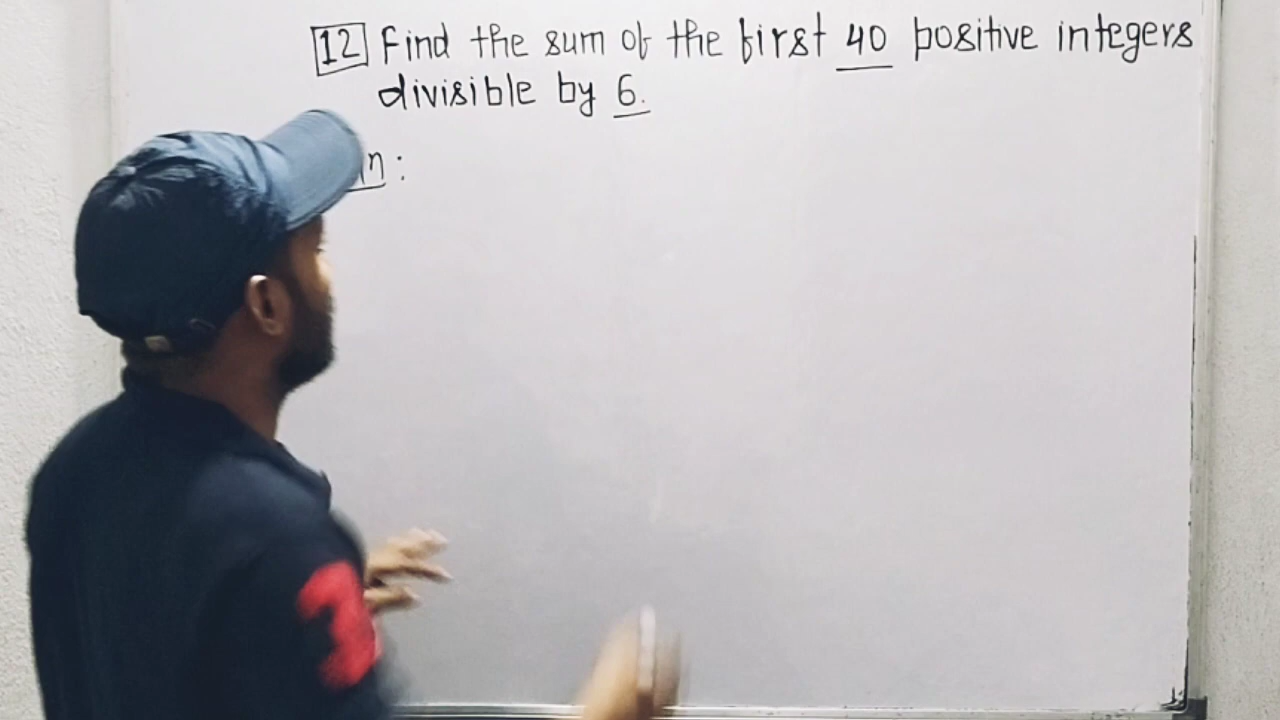 12 Find the sum of the first 40 positive integers
divisible by 6.